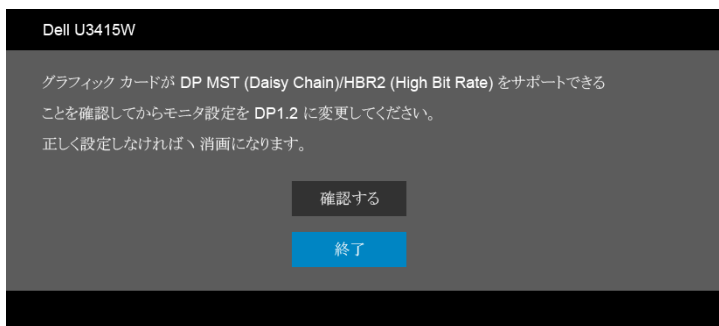 Dell U3415W
グラフィック カードが DP MST (Daisy Chain)/HBR2 (High Bit Rate) をサポートできる
ことを確認してからモニタ設定を DP1.2 に変更してください。
正しく設定しなければヽ消画になります。
確認する
終了